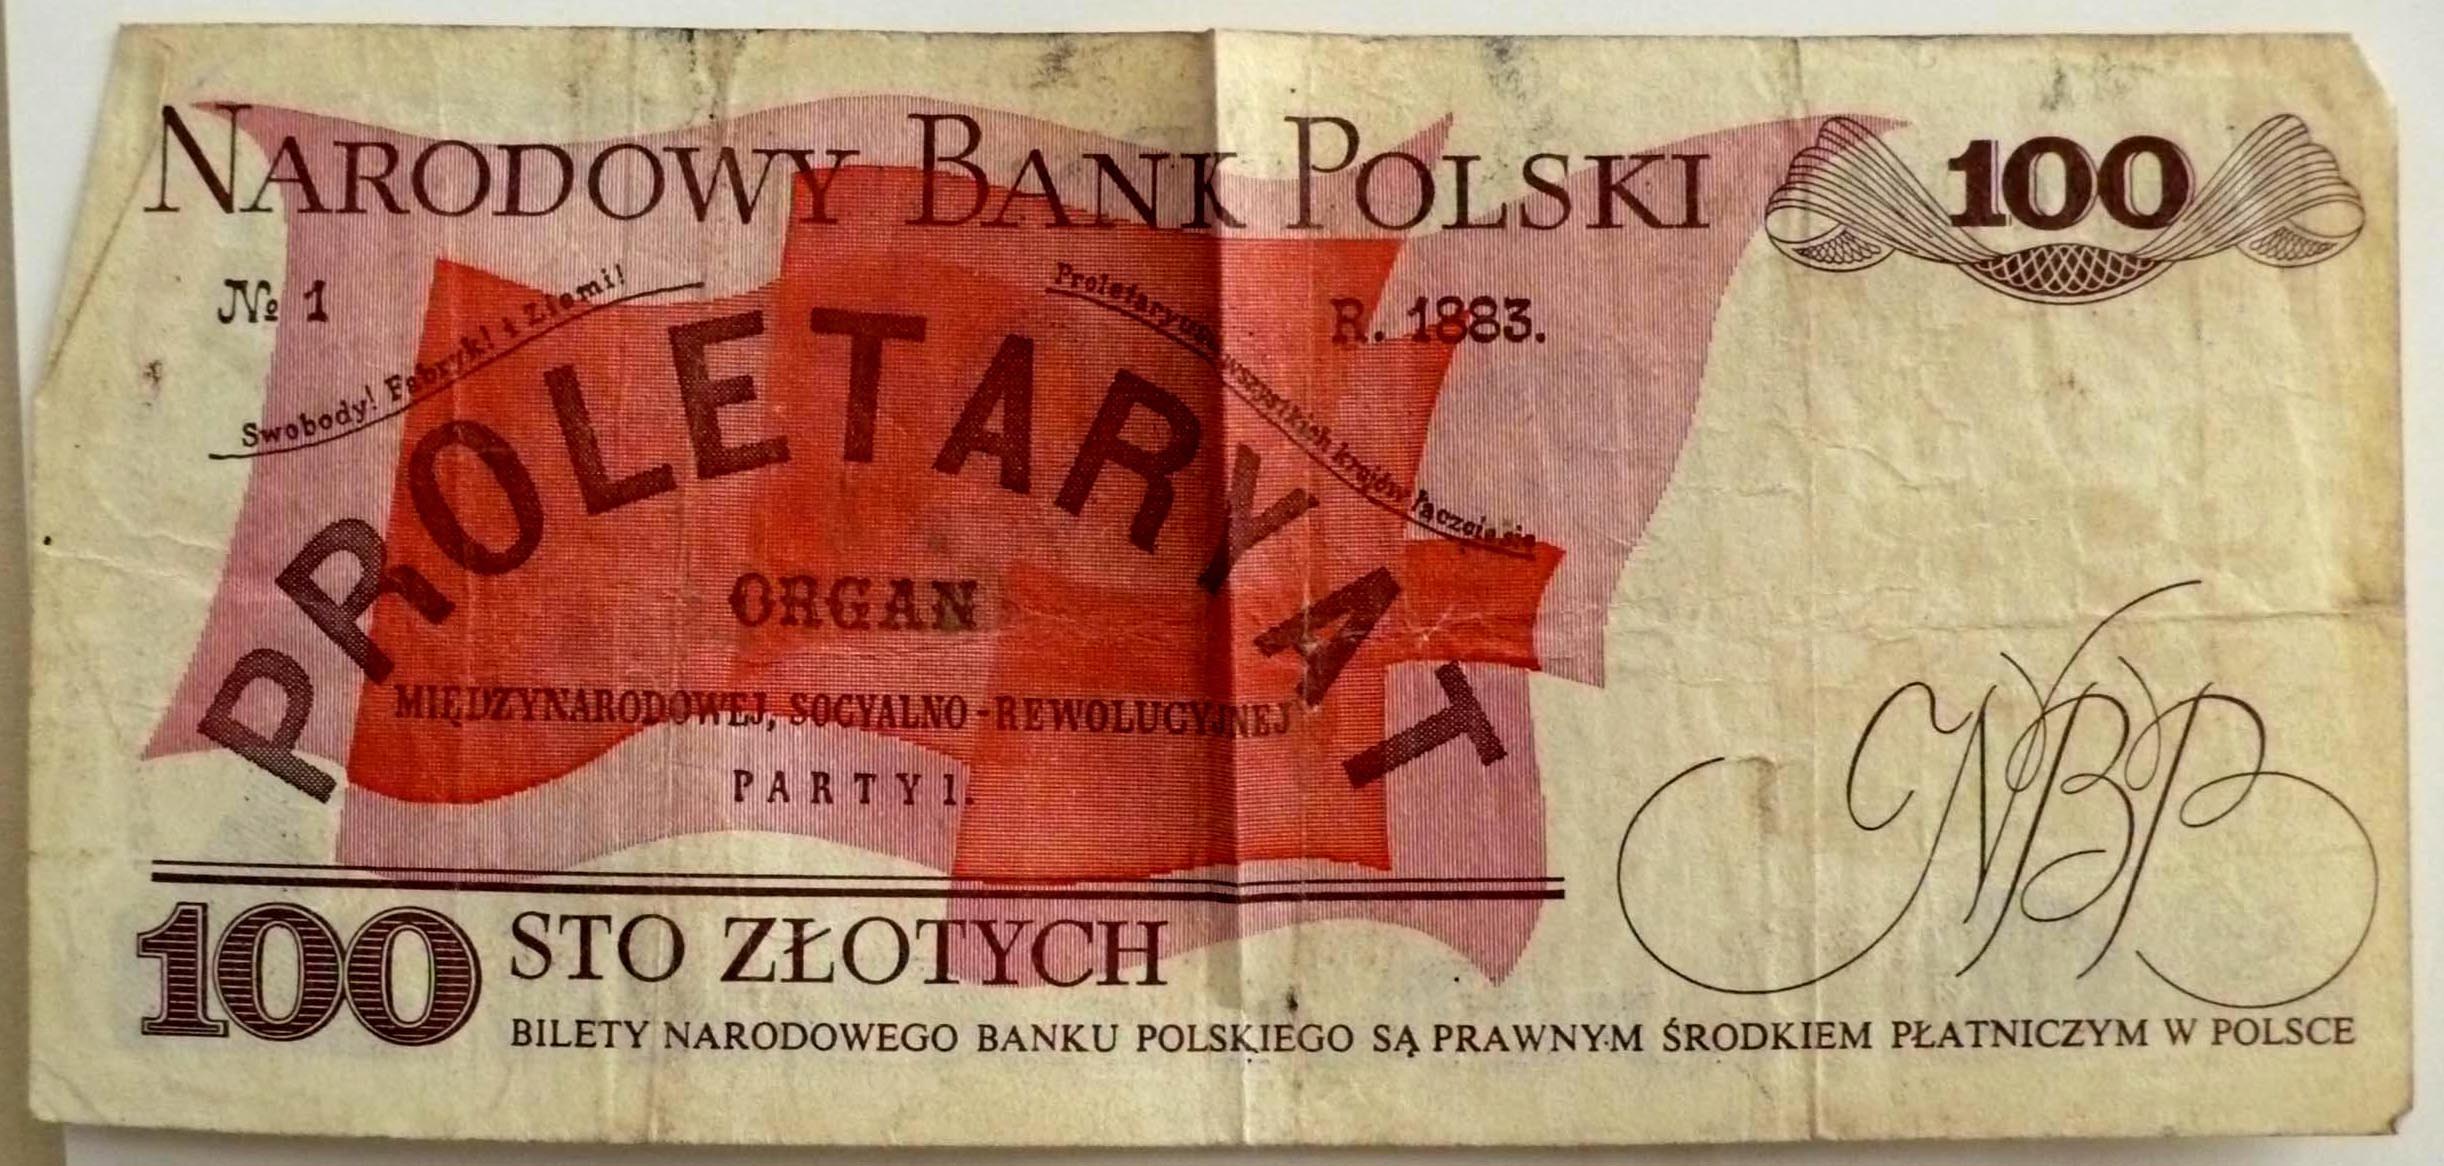 NARODOWY BANK POLSKI
100
№ 1
Swobody! Fabryk! i Ziemi!
Proletaryusze wszystkich krajów łączcie się
R. 1883.
PROLETARYAT
ORGAN
MIĘDZYNARODOWEJ, SOCYALNO-REWOLUCYJNEJ
PARTYI.
100 STO ZŁOTYCH
BILETY NARODOWEGO BANKU POLSKIEGO SĄ PRAWNYM ŚRODKIEM PŁATNICZYM W POLSCE
NBP